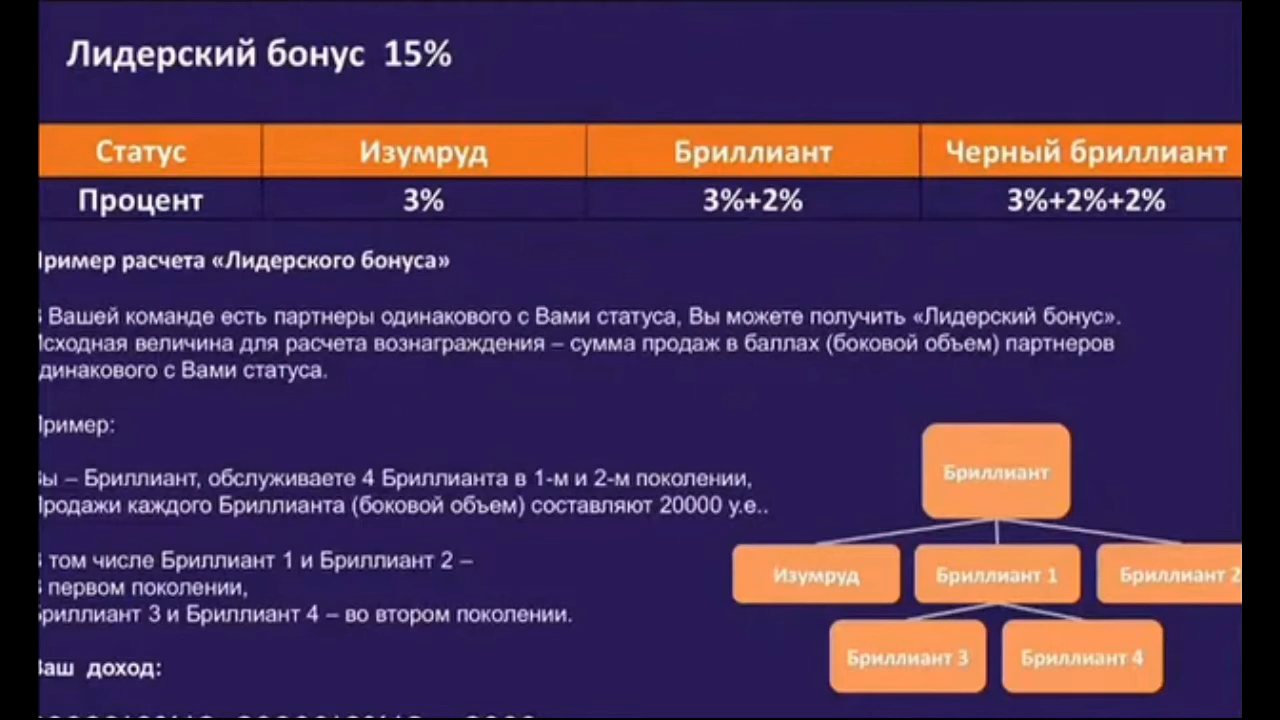 Лидерский бонус 15%
Статус Изумруд Бриллиант Черный бриллиант
Процент 3% 3%+2% 3%+2%+2%
ример расчета «Лидерского бонуса»
Вашей команде есть партнеры одинакового с Вами статуса, Вы можете получить «Лидерский бонус».
сходная величина для расчета вознаграждения – сумма продаж в баллах (боковой объем) партнеров
динакового с Вами статуса.
ример:
ы – Бриллиант, обслуживаете 4 Бриллианта в 1-м и 2-м поколении,
родажи каждого Бриллианта (боковой объем) составляют 20000 у.е..
том числе Бриллиант 1 и Бриллиант 2 –
первом поколении,
риллиант 3 и Бриллиант 4 – во втором поколении.
аш доход:
Бриллиант
Изумруд Бриллиант 1 Бриллиант 2
Бриллиант 3 Бриллиант 4